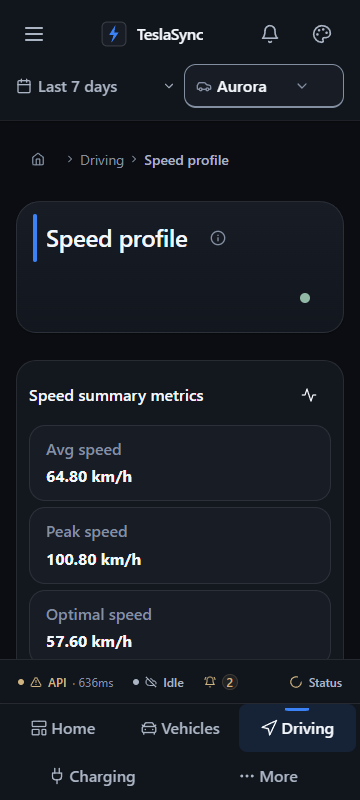 TeslaSync
Last 7 days
Aurora
Driving
Speed profile
Speed profile
Speed summary metrics
Avg speed
64.80 km/h
Peak speed
100.80 km/h
Optimal speed
57.60 km/h
API · 636ms
Idle
2
Status
Home
Vehicles
Driving
Charging
More